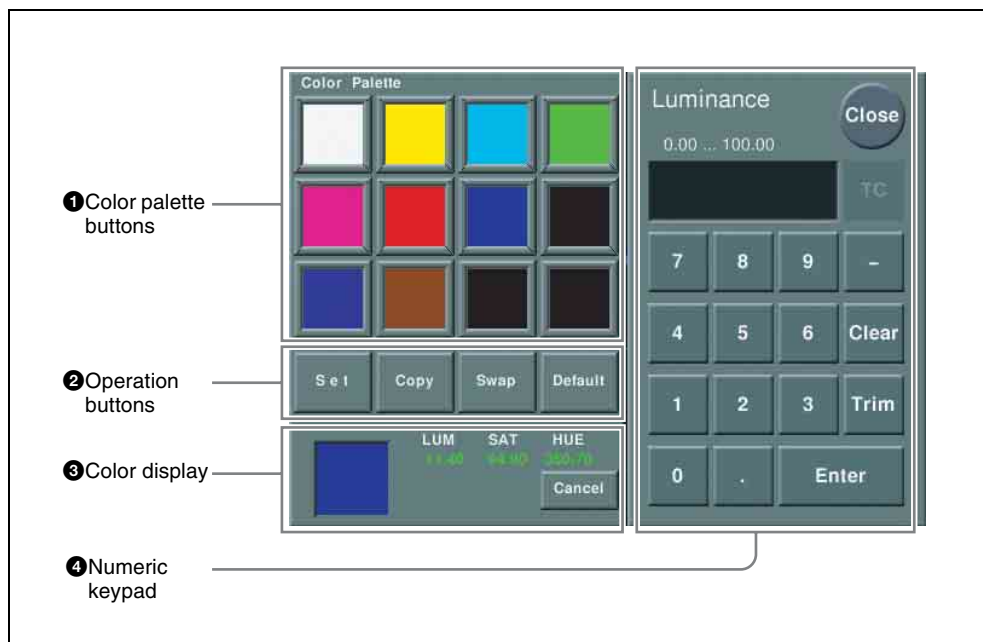 Color Palette
❶Color palette
buttons
Set
Copy
Swap
Default
❷Operation
buttons
LUM
SAT
HUE
Cancel
❸Color display
Luminance
Close
0.00 ... 100.00
TC
7
8
9
–
4
5
6
Clear
1
2
3
Trim
0
.
Enter
❹Numeric
keypad